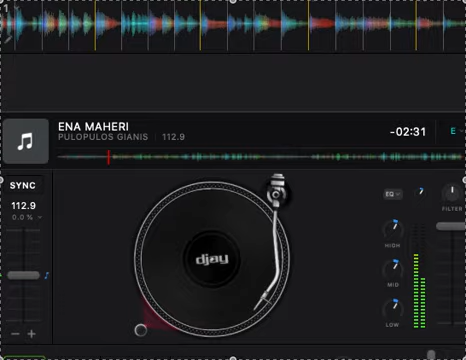 ENA MAHERI
PULOPULOS GIANIS 112.9
-02:31
E
SYNC
112.9
0.0 %
djay
EQ
FILTER
HIGH
MID
LOW